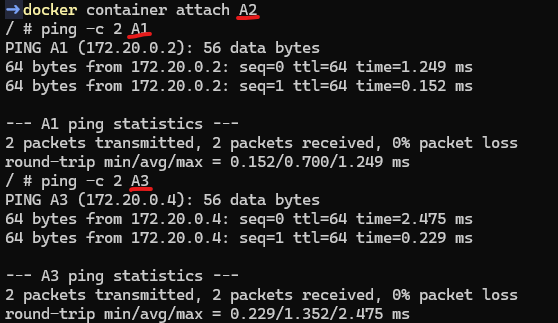 ➜docker container attach A2
/ # ping -c 2 A1
PING A1 (172.20.0.2): 56 data bytes
64 bytes from 172.20.0.2: seq=0 ttl=64 time=1.249 ms
64 bytes from 172.20.0.2: seq=1 ttl=64 time=0.152 ms
--- A1 ping statistics ---
2 packets transmitted, 2 packets received, 0% packet loss
round-trip min/avg/max = 0.152/0.700/1.249 ms
/ # ping -c 2 A3
PING A3 (172.20.0.4): 56 data bytes
64 bytes from 172.20.0.4: seq=0 ttl=64 time=2.475 ms
64 bytes from 172.20.0.4: seq=1 ttl=64 time=0.229 ms
--- A3 ping statistics ---
2 packets transmitted, 2 packets received, 0% packet loss
round-trip min/avg/max = 0.229/1.352/2.475 ms